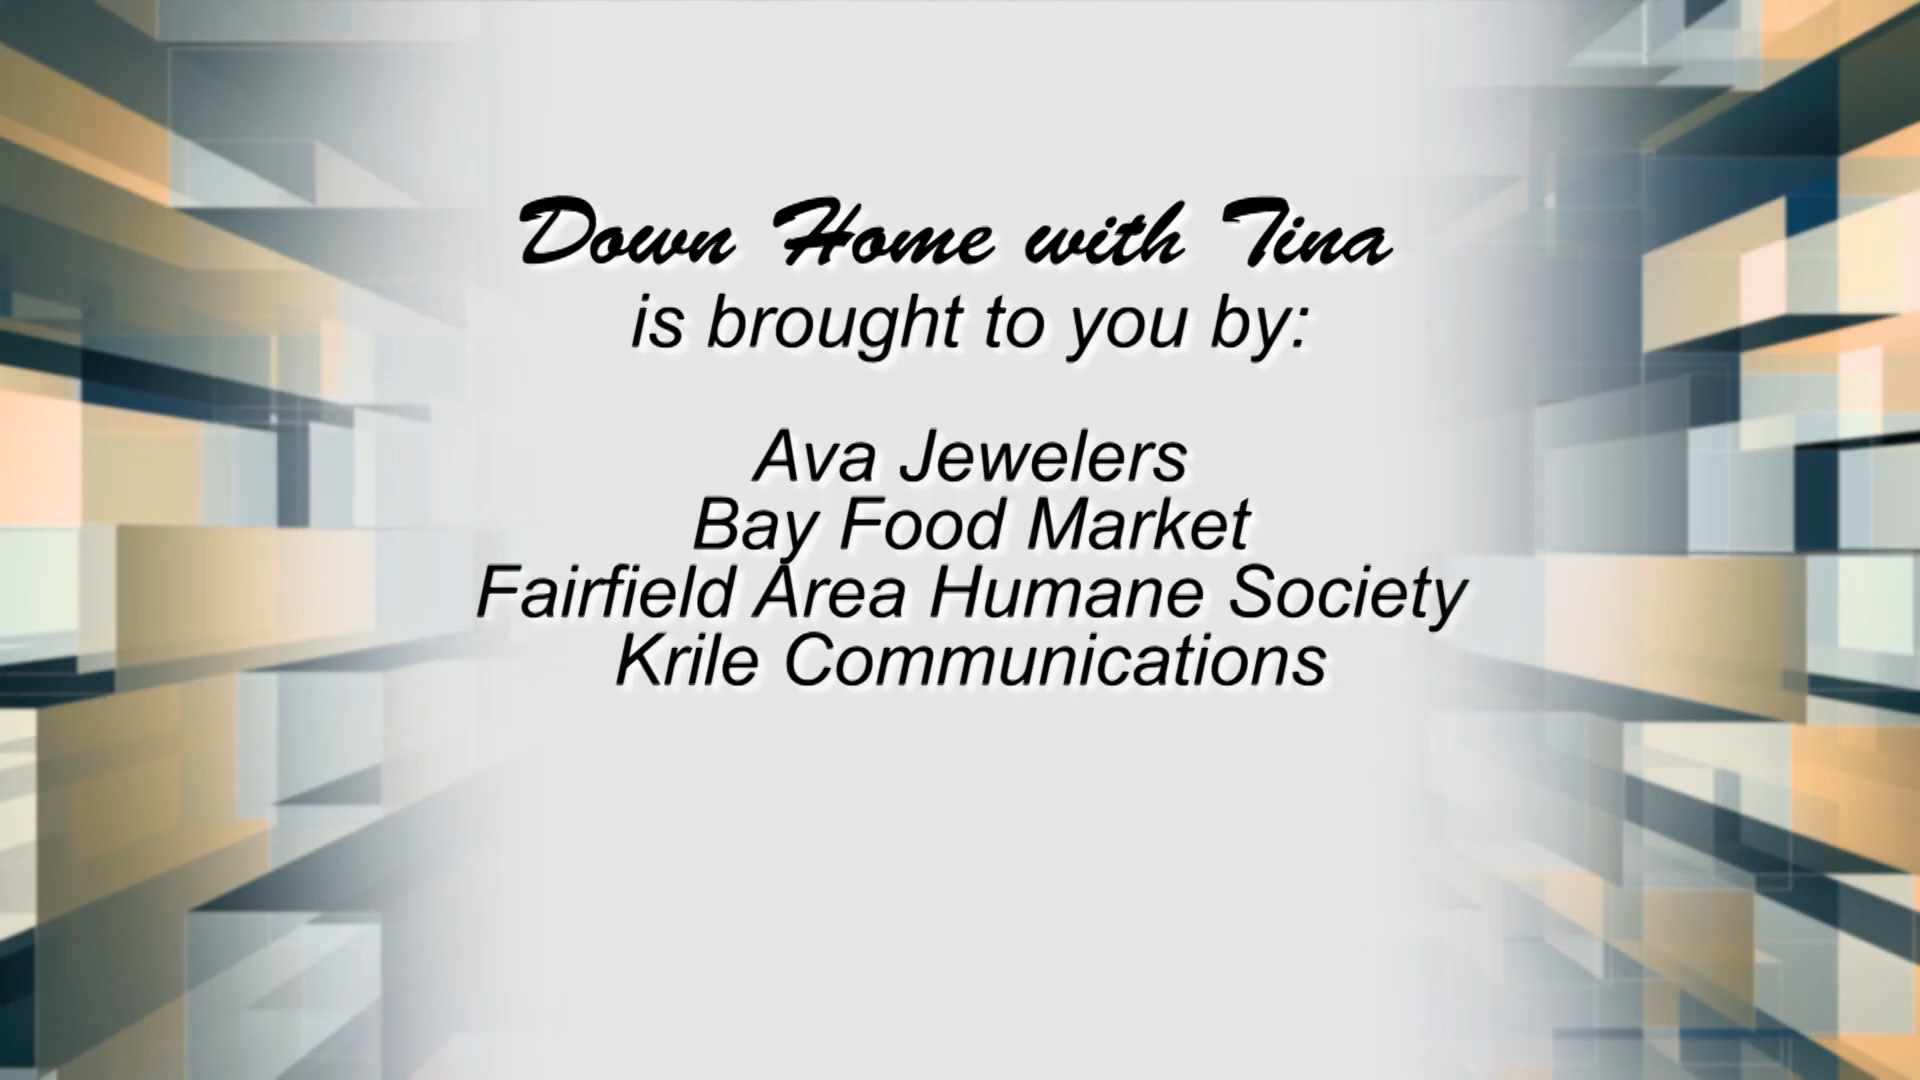 Down Home with Tina
is brought to you by:
Ava Jewelers
Bay Food Market
Fairfield Area Humane Society
Krile Communications